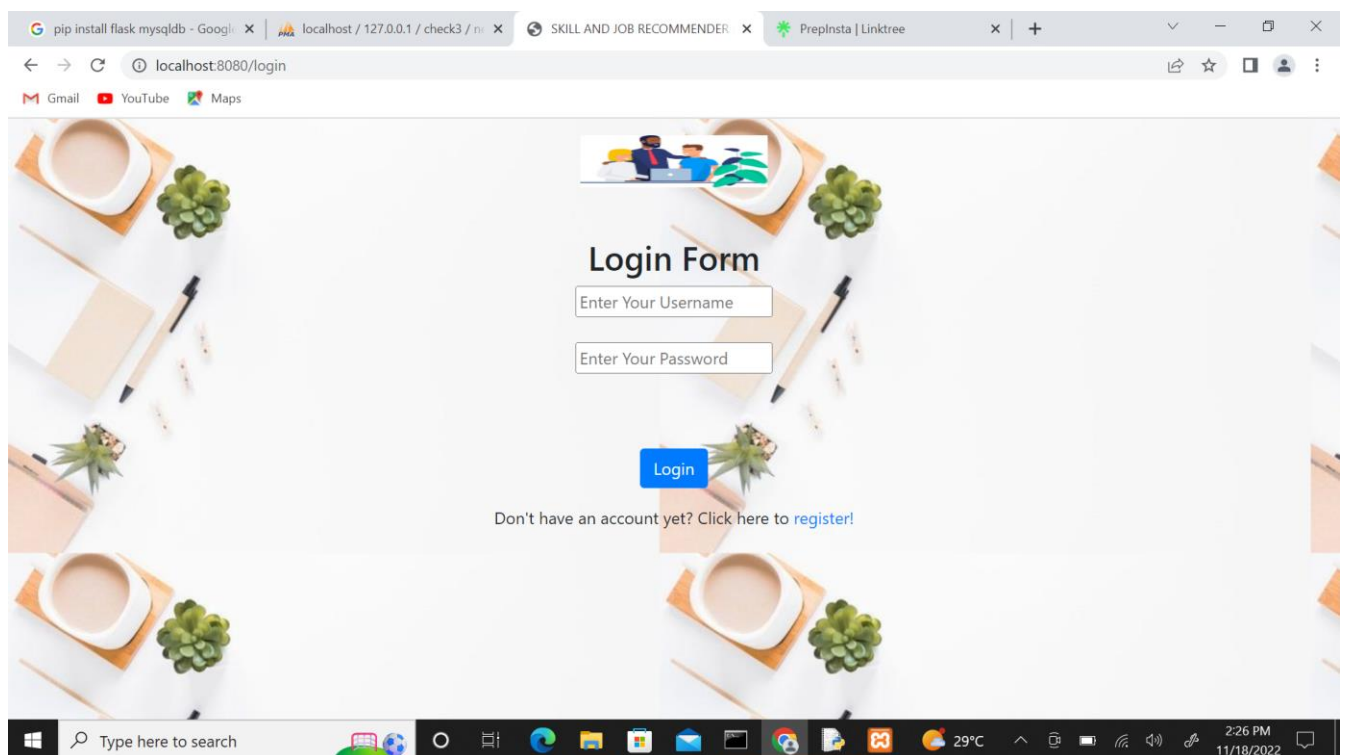 pip install flask mysqldb - Googl
localhost / 127.0.0.1 / check3 / ne
SKILL AND JOB RECOMMENDER
PrepInsta | Linktree
localhost:8080/login
Gmail
YouTube
Maps
Login Form
Enter Your Username
Enter Your Password
Login
Don't have an account yet? Click here to register!
Type here to search
29°C
2:26 PM
11/18/2022